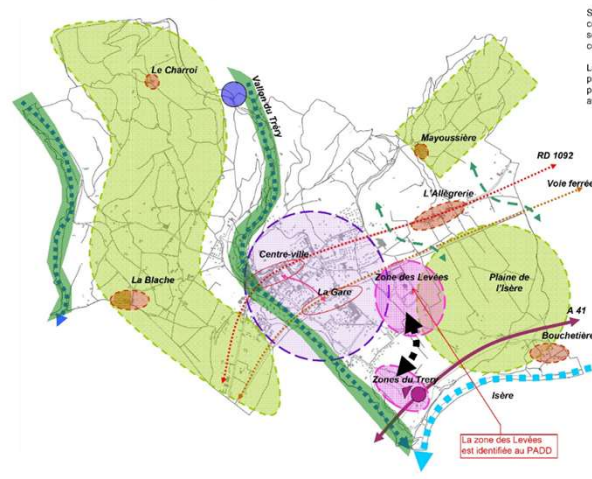 Le Charroi
Vallon du Tréry
Mayoussière
RD 1092
L'Allègrerie
Voie ferrée
Centre-ville
Zone des Levées
La Blache
La Gare
Plaine de
l'Isère
A 41
Bouchetière
Zones du Trery
Isère
La zone des Levées
est identifiée au PADD